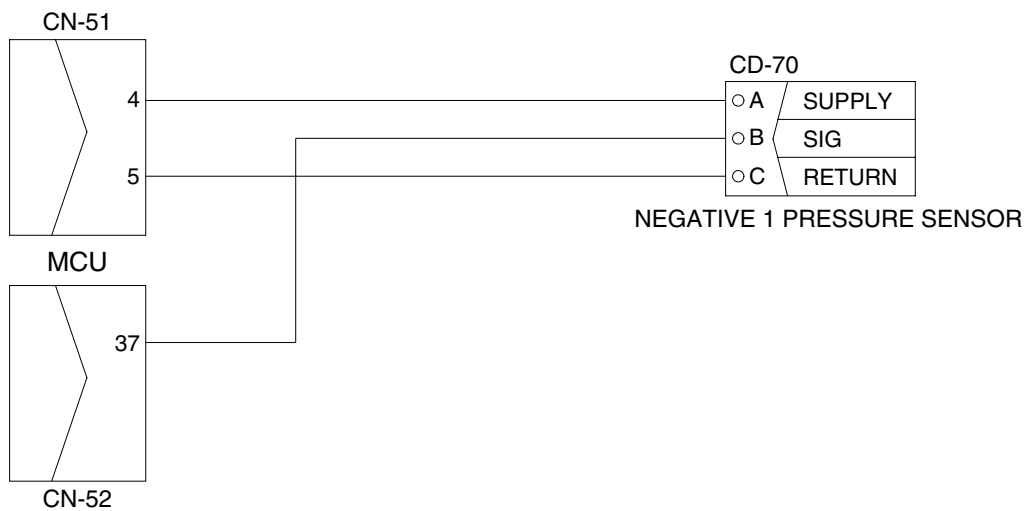 CN-51
CD-70
4
A SUPPLY
B SIG
5
C RETURN
NEGATIVE 1 PRESSURE SENSOR
MCU
37
CN-52